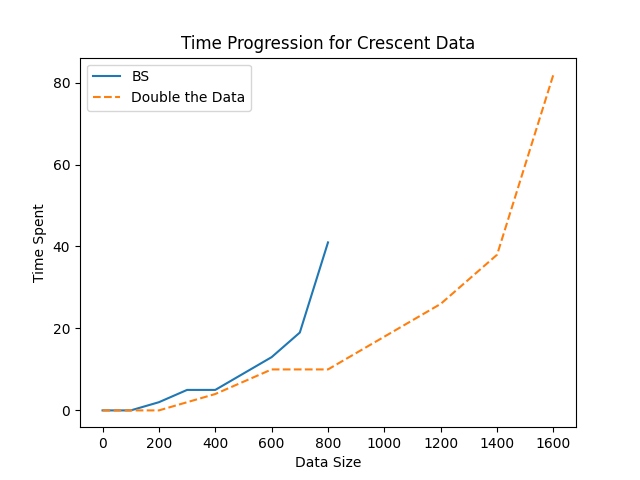 Time Progression for Crescent Data
BS
Double the Data
80
60
40
20
0
Time Spent
0 200 400 600 800 1000 1200 1400 1600
Data Size